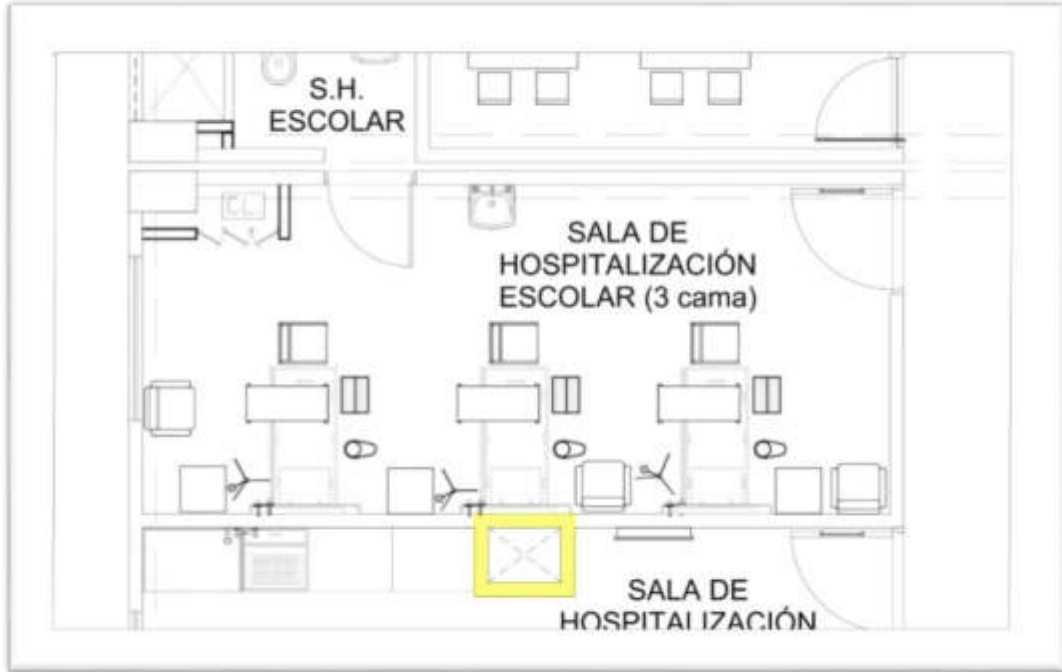 S.H.
ESCOLAR
SALA DE
HOSPITALIZACIÓN
ESCOLAR (3 cama)
SALA DE
HOSPITALIZACIÓN